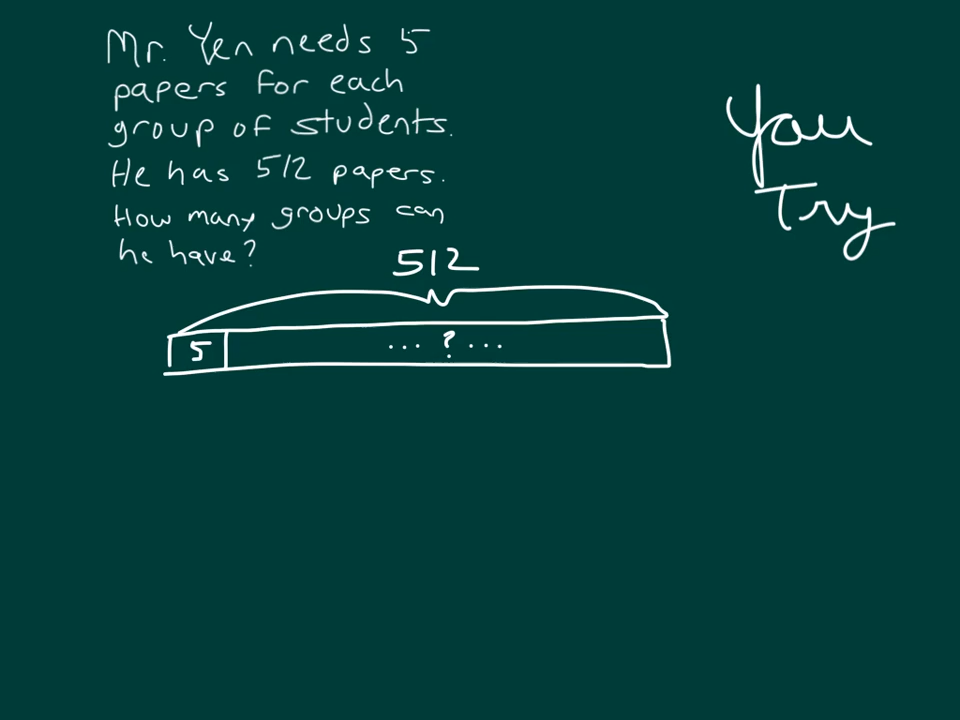 Mr. Yen needs 5
papers for each
group of students.
He has 512 papers.
How many groups can
he have?
You
Try
512
5 ... ? ...